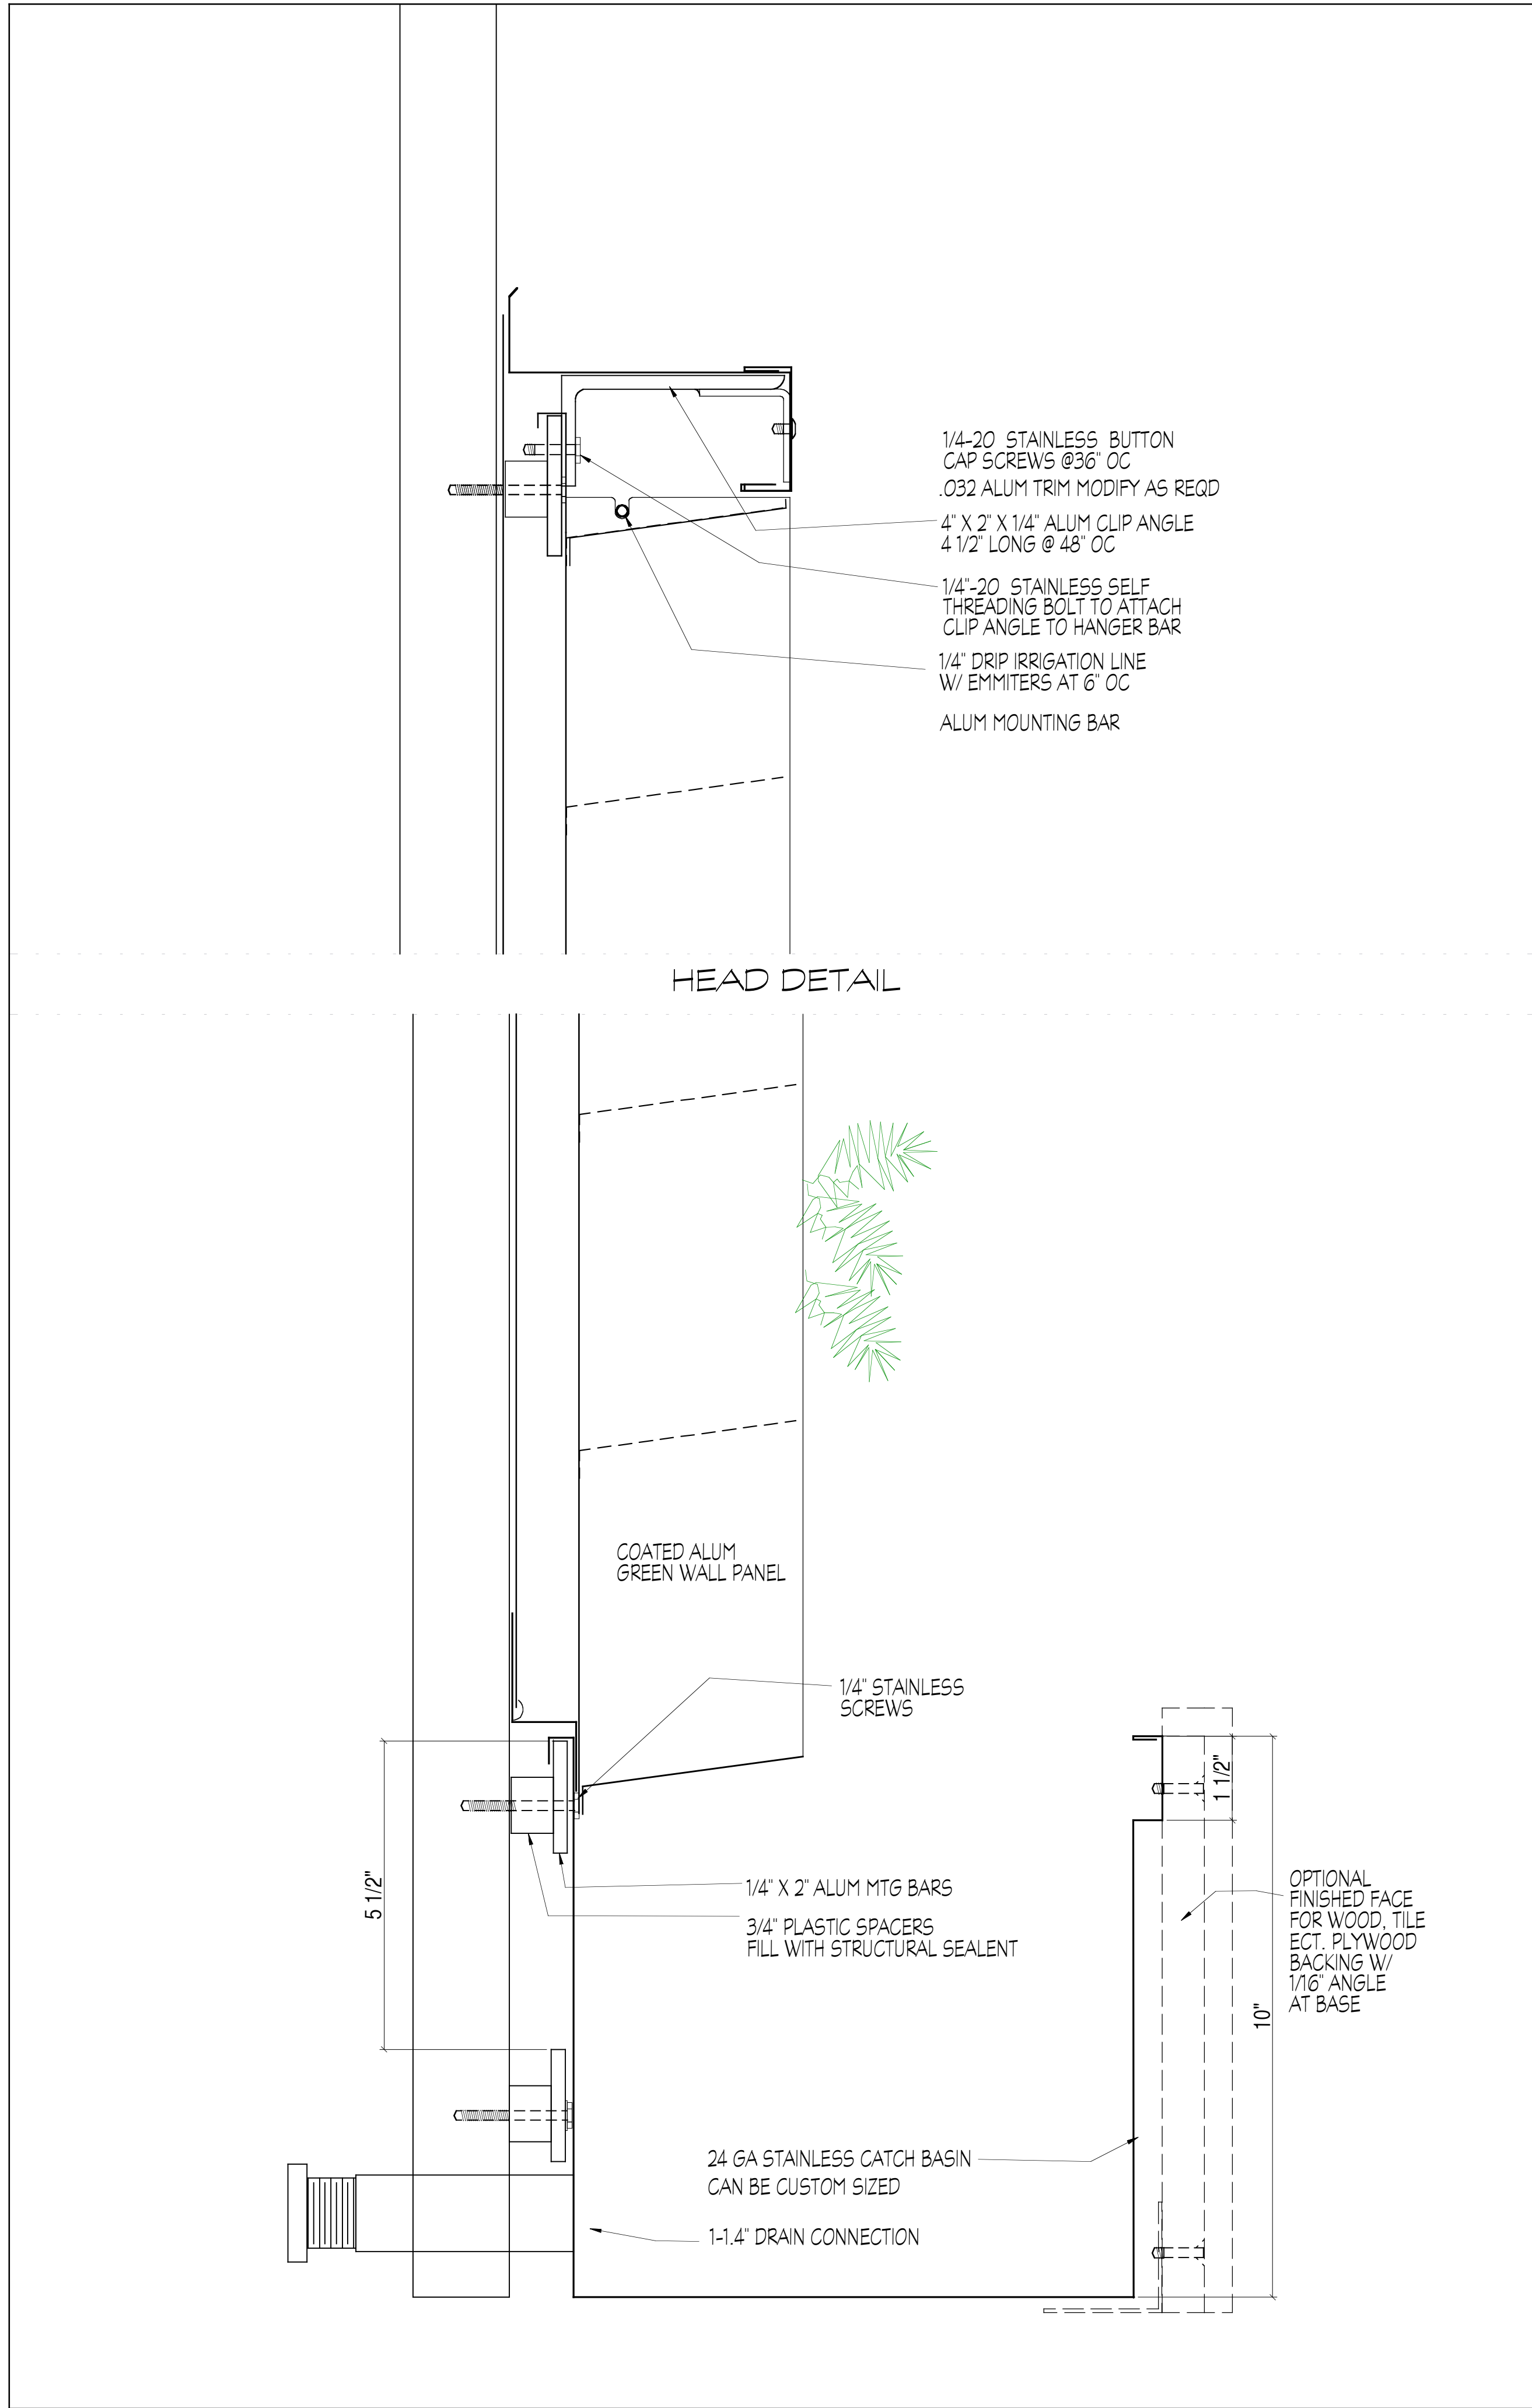 1/4-20 STAINLESS BUTTON
CAP SCREWS @36" OC
.032 ALUM TRIM MODIFY AS REQD
4" X 2" X 1/4" ALUM CLIP ANGLE
4 1/2" LONG @ 48" OC
1/4"-20 STAINLESS SELF
THREADING BOLT TO ATTACH
CLIP ANGLE TO HANGER BAR
1/4" DRIP IRRIGATION LINE
W/ EMMITERS AT 6" OC
ALUM MOUNTING BAR
HEAD DETAIL
COATED ALUM
GREEN WALL PANEL
1/4" STAINLESS
SCREWS
1 1/2"
5 1/2"
1/4" X 2" ALUM MTG BARS
3/4" PLASTIC SPACERS
FILL WITH STRUCTURAL SEALENT
OPTIONAL
FINISHED FACE
FOR WOOD, TILE
ECT. PLYWOOD
BACKING W/
1/16" ANGLE
AT BASE
10"
24 GA STAINLESS CATCH BASIN
CAN BE CUSTOM SIZED
1-1.4" DRAIN CONNECTION